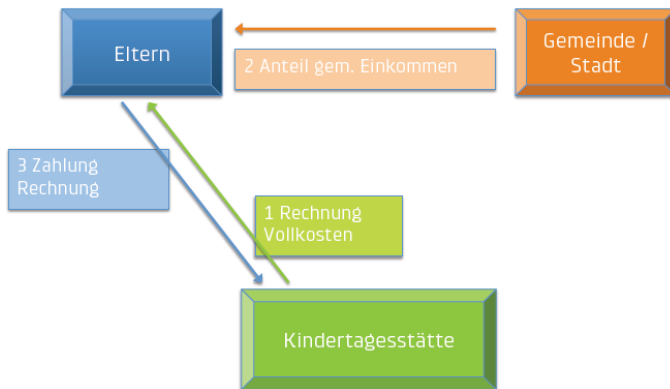 Eltern
2 Anteil gem. Einkommen
Gemeinde /
Stadt
3 Zahlung
Rechnung
1 Rechnung
Vollkosten
Kindertagesstätte